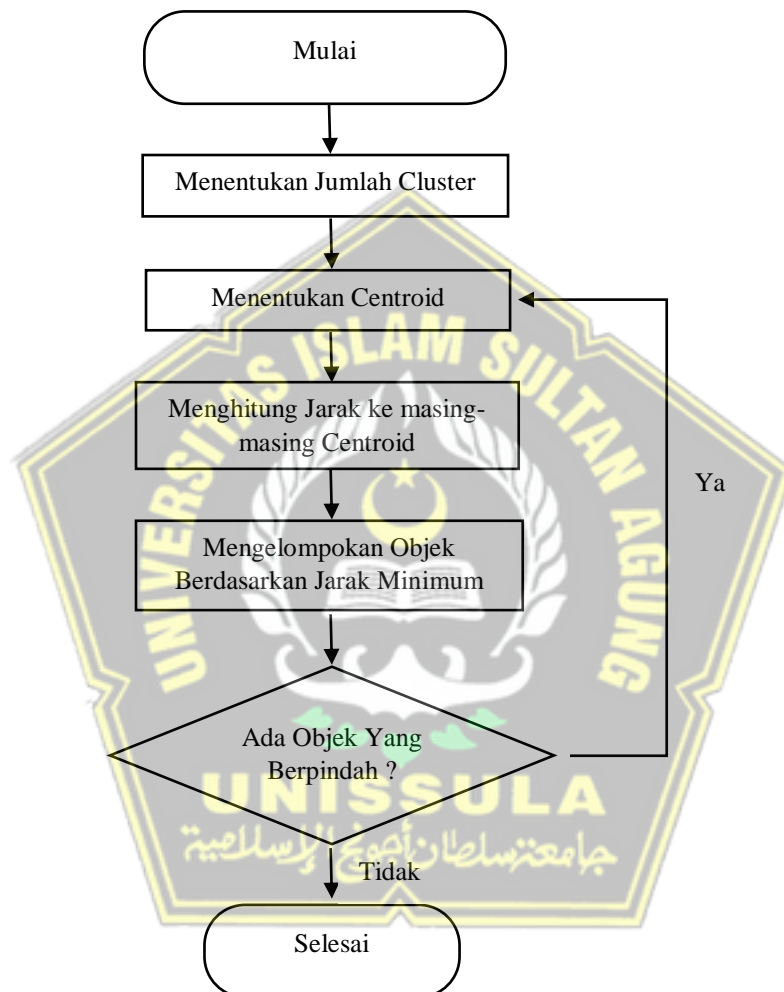 Mulai
Menentukan Jumlah Cluster
Menentukan Centroid
Menghitung Jarak ke masing-
masing Centroid
Mengelompokan Objek
Berdasarkan Jarak Minimum
Ada Objek Yang
Berpindah ?
Ya
Tidak
Selesai
UNIVERSITAS ISLAM SULTAN AGUNG
UNISSULA
جامعة سلطان أجونج الإسلامية